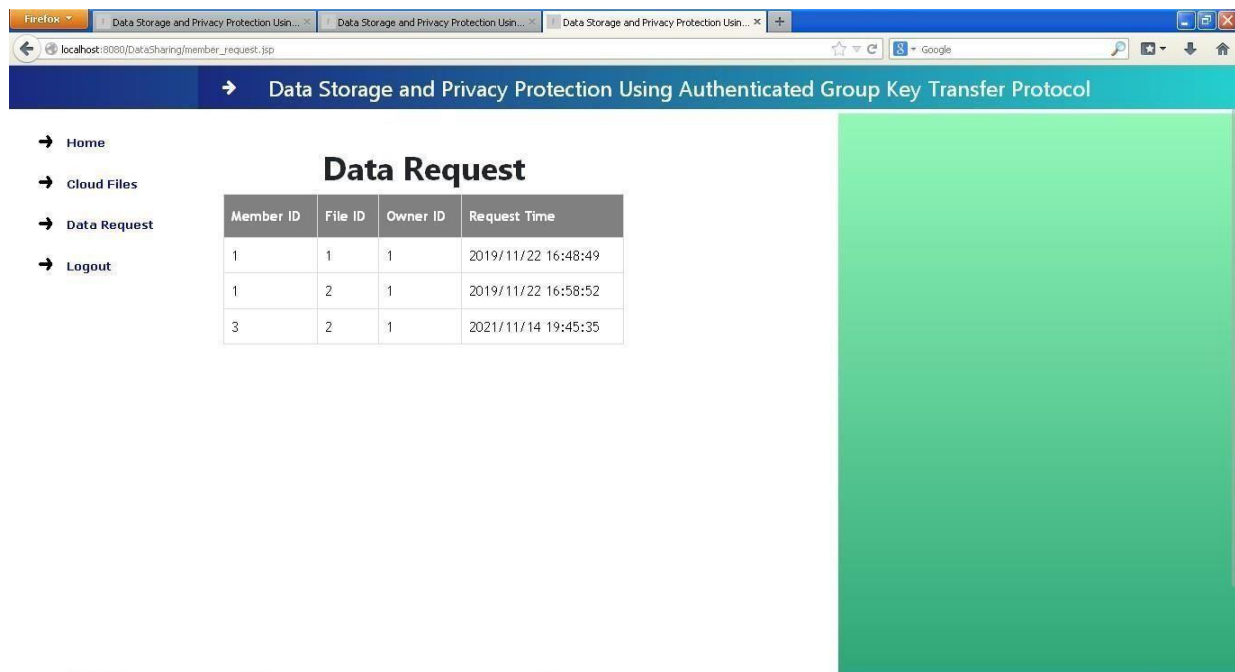 Firefox
Data Storage and Privacy Protection Usin...
Data Storage and Privacy Protection Usin...
Data Storage and Privacy Protection Usin...
localhost:8080/DataSharing/member_request.jsp
Google
Data Storage and Privacy Protection Using Authenticated Group Key Transfer Protocol
Home
Cloud Files
Data Request
Logout
Data Request
Member ID File ID Owner ID Request Time
1 1 1 2019/11/22 16:48:49
1 2 1 2019/11/22 16:58:52
3 2 1 2021/11/14 19:45:35